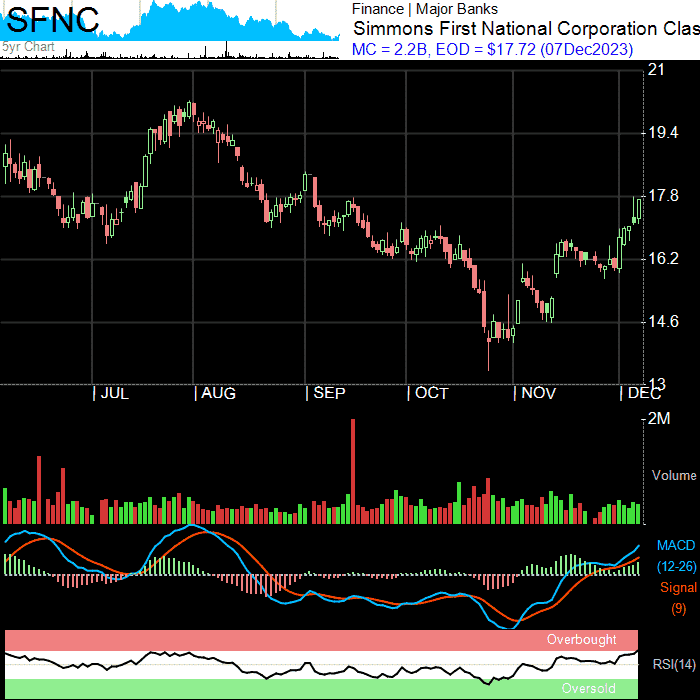 SFNC
5yr Chart
Finance | Major Banks
Simmons First National Corporation Clas
MC = 2.2B, EOD = $17.72 (07Dec2023)
21
19.4
17.8
16.2
14.6
13
| JUL | AUG | SEP | OCT | NOV | DEC
2M
Volume
MACD
(12-26)
Signal
(9)
Overbought
RSI(14)
Oversold